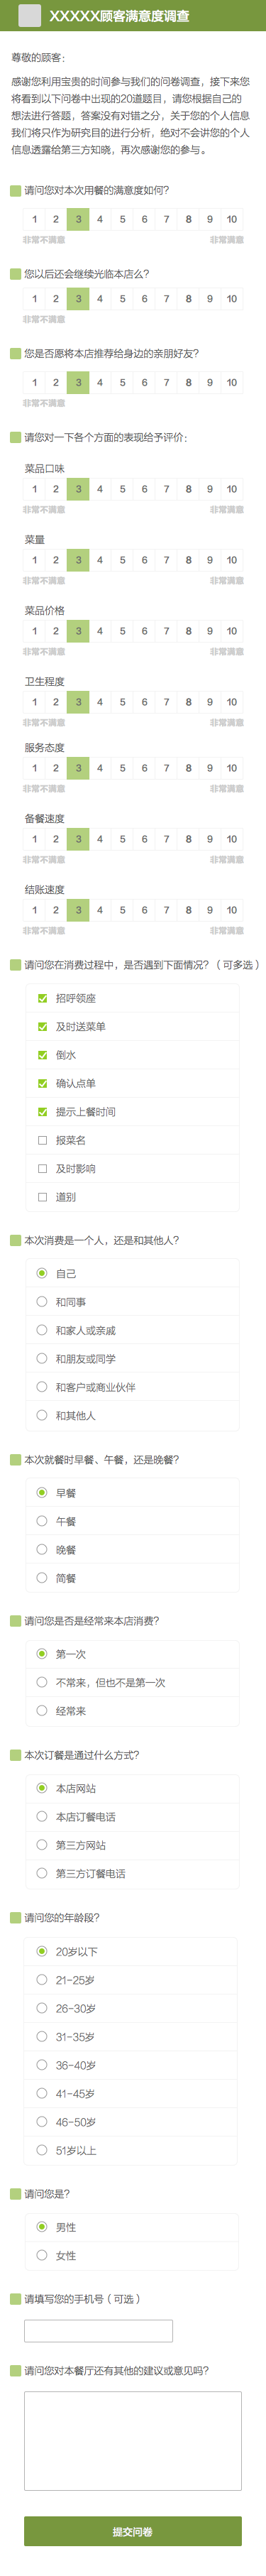 XXXXX顾客满意度调查
尊敬的顾客：
感谢您利用宝贵的时间参与我们的问卷调查，接下来您
将看到以下问卷中出现的20道题目，请您根据自己的
想法进行答题，答案没有对错之分，关于您的个人信息
我们将只作为研究目的进行分析，绝对不会讲您的个人
信息透露给第三方知晓，再次感谢您的参与。
请问您对本次用餐的满意度如何？
1 2 3 4 5 6 7 8 9 10
非常不满意 非常满意
您以后还会继续光临本店么？
1 2 3 4 5 6 7 8 9 10
非常不满意
您是否愿将本店推荐给身边的亲朋好友？
1 2 3 4 5 6 7 8 9 10
非常不满意
请您对一下各个方面的表现给予评价：
菜品口味
1 2 3 4 5 6 7 8 9 10
非常不满意 非常满意
菜量
1 2 3 4 5 6 7 8 9 10
非常不满意 非常满意
菜品价格
1 2 3 4 5 6 7 8 9 10
非常不满意 非常满意
卫生程度
1 2 3 4 5 6 7 8 9 10
非常不满意 非常满意
服务态度
1 2 3 4 5 6 7 8 9 10
非常不满意 非常满意
备餐速度
1 2 3 4 5 6 7 8 9 10
非常不满意 非常满意
结账速度
1 2 3 4 5 6 7 8 9 10
非常不满意 非常满意
请问您在消费过程中，是否遇到下面情况？（可多选）
招呼领座
及时送菜单
倒水
确认点单
提示上餐时间
报菜名
及时影响
道别
本次消费是一个人，还是和其他人？
自己
和同事
和家人或亲戚
和朋友或同学
和客户或商业伙伴
和其他人
本次就餐时早餐、午餐，还是晚餐？
早餐
午餐
晚餐
简餐
请问您是否是经常来本店消费？
第一次
不常来，但也不是第一次
经常来
本次订餐是通过什么方式？
本店网站
本店订餐电话
第三方网站
第三方订餐电话
请问您的年龄段？
20岁以下
21-25岁
26-30岁
31-35岁
36-40岁
41-45岁
46-50岁
51岁以上
请问您是？
男性
女性
请填写您的手机号（可选）
请问您对本餐厅还有其他的建议或意见吗？
提交问卷